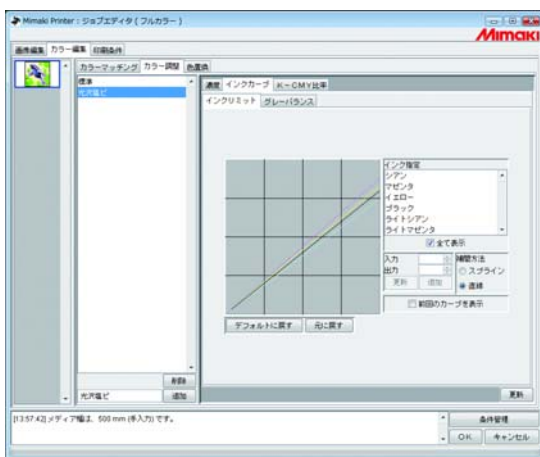 Mimaki Printer : ジョブエディタ ( フルカラー )
Mimaki
画像編集 カラー編集 印刷条件
カラーマッチング カラー調整 色置換
標準
光沢塩ビ
濃度 インクカーブ K-CMY比率
インクリミット グレーバランス
インク指定
シアン
マゼンタ
イエロー
ブラック
ライトシアン
ライトマゼンタ
全て表示
入力
出力
更新 追加
補間方法
スプライン
直線
前回のカーブを表示
デフォルトに戻す 元に戻す
削除
光沢塩ビ 追加
更新
[13:57:42] メディア幅は、500 mm (手入力) です。
条件管理
OK キャンセル